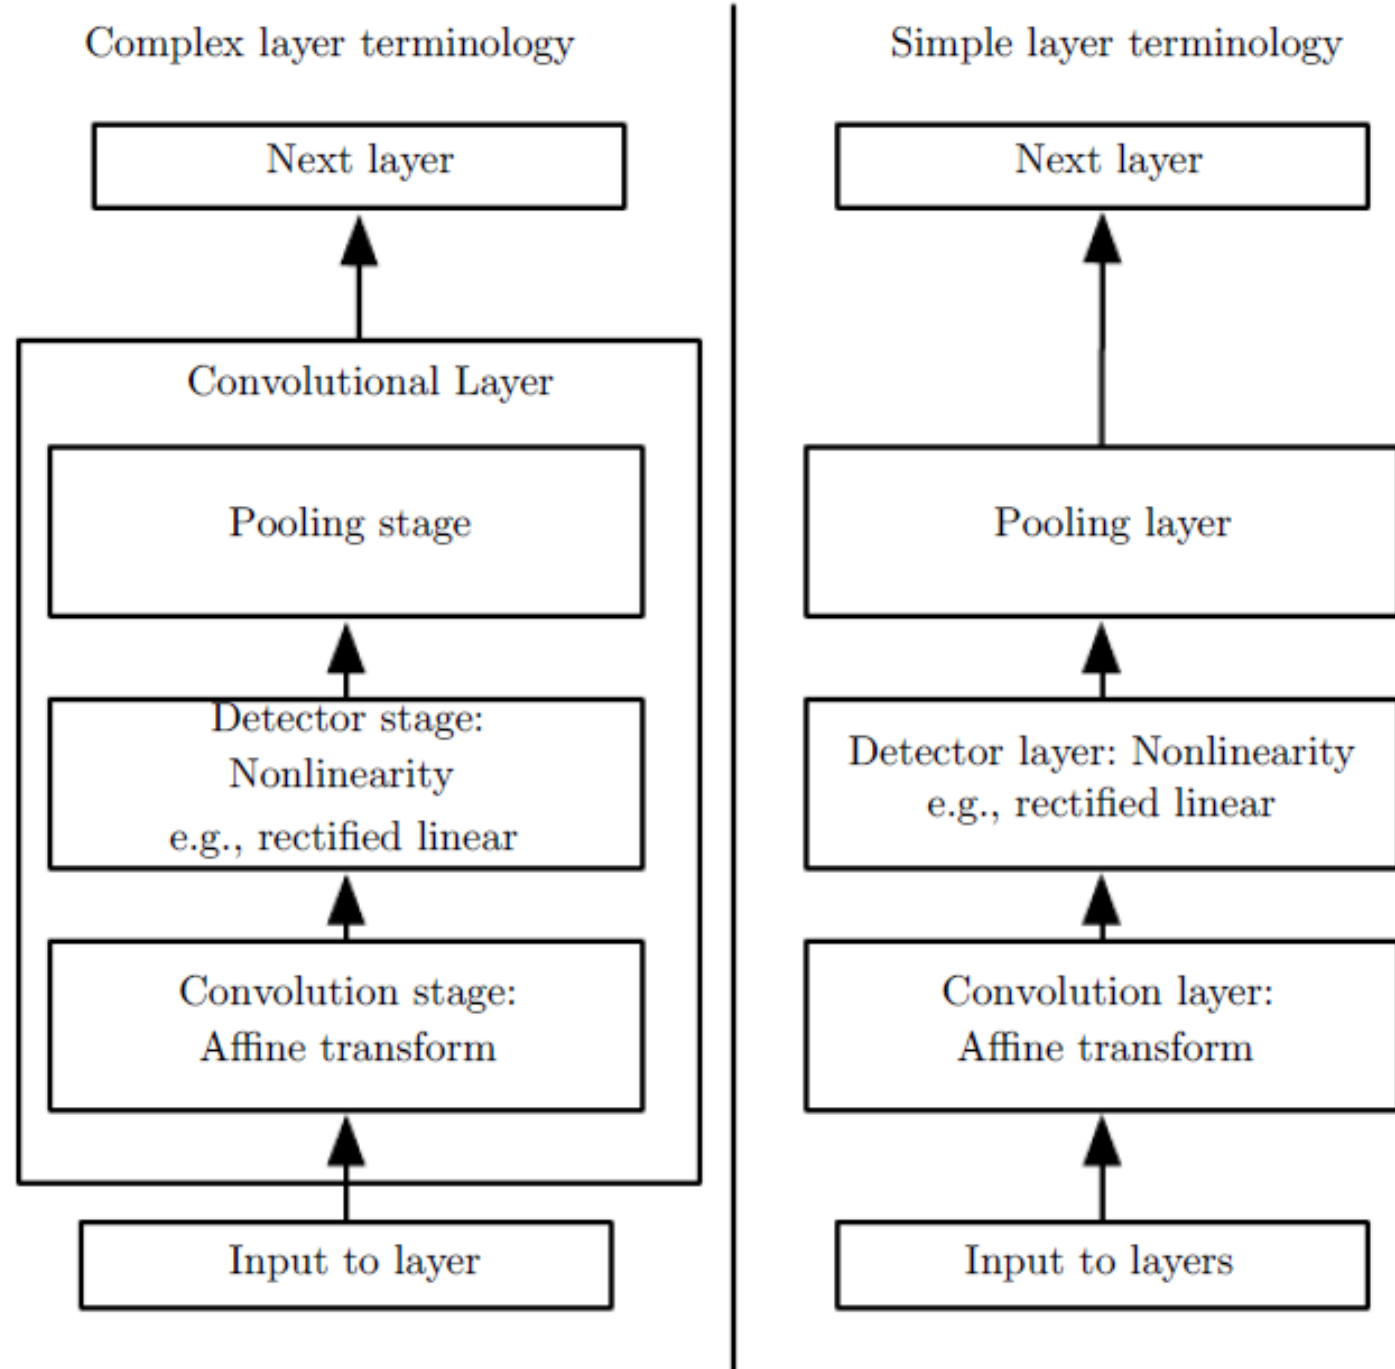 Complex layer terminology
Next layer
Convolutional Layer
Pooling stage
Detector stage:
Nonlinearity
e.g., rectified linear
Convolution stage:
Affine transform
Input to layer
Simple layer terminology
Next layer
Pooling layer
Detector layer: Nonlinearity
e.g., rectified linear
Convolution layer:
Affine transform
Input to layers